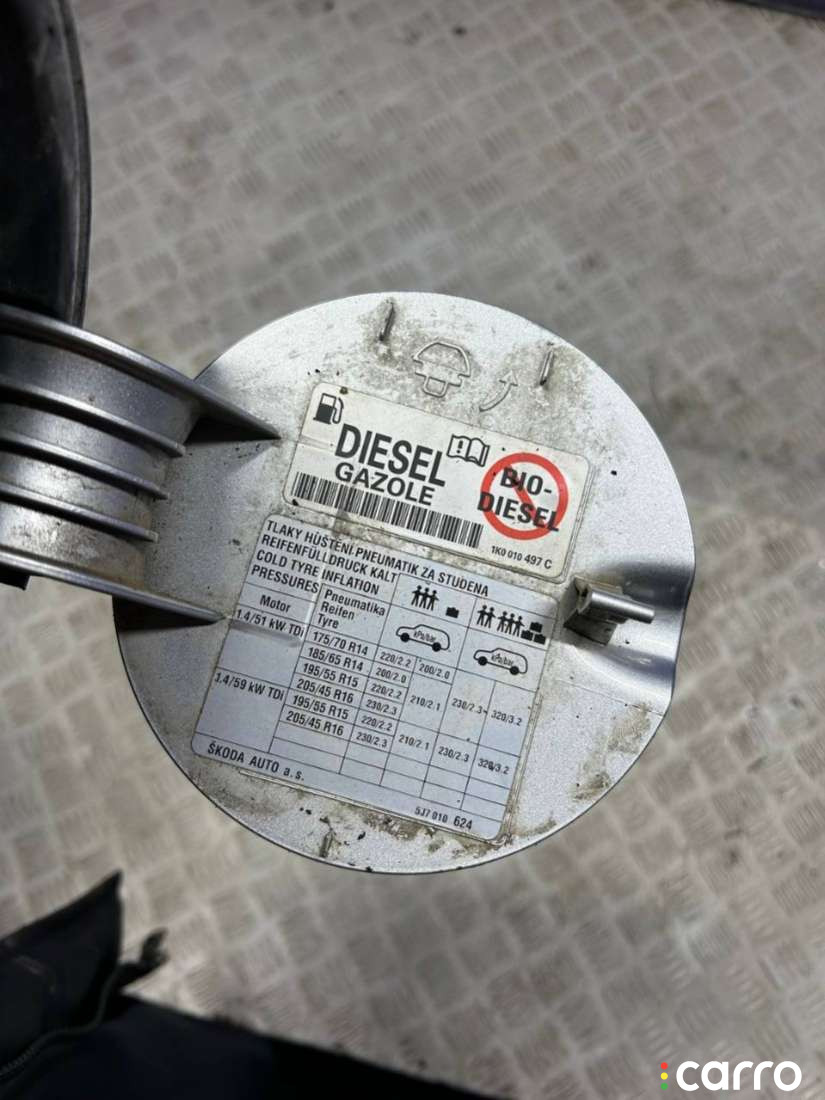 DIESEL
GAZOLE
BIO-
DIESEL
1K0 010 497 C
TLAKY HUŠTĚNÍ PNEUMATIK ZA STUDENA
REIFENFÜLLDRUCK KALT
COLD TYRE INFLATION
PRESSURES
Motor
Pneumatika
Reifen
Tyre
kPa/bar
kPa/bar
1.4/51 kW TDi
175/70 R14 220/2.2 200/2.0
185/65 R14 200/2.0
195/55 R15 220/2.2 210/2.1 230/2.3 320/3.2
205/45 R16 230/2.3
1.4/59 kW TDi
195/55 R15 220/2.2
205/45 R16 230/2.3 210/2.1 230/2.3 320/3.2
ŠKODA AUTO a.s.
5J7 010 624
carro